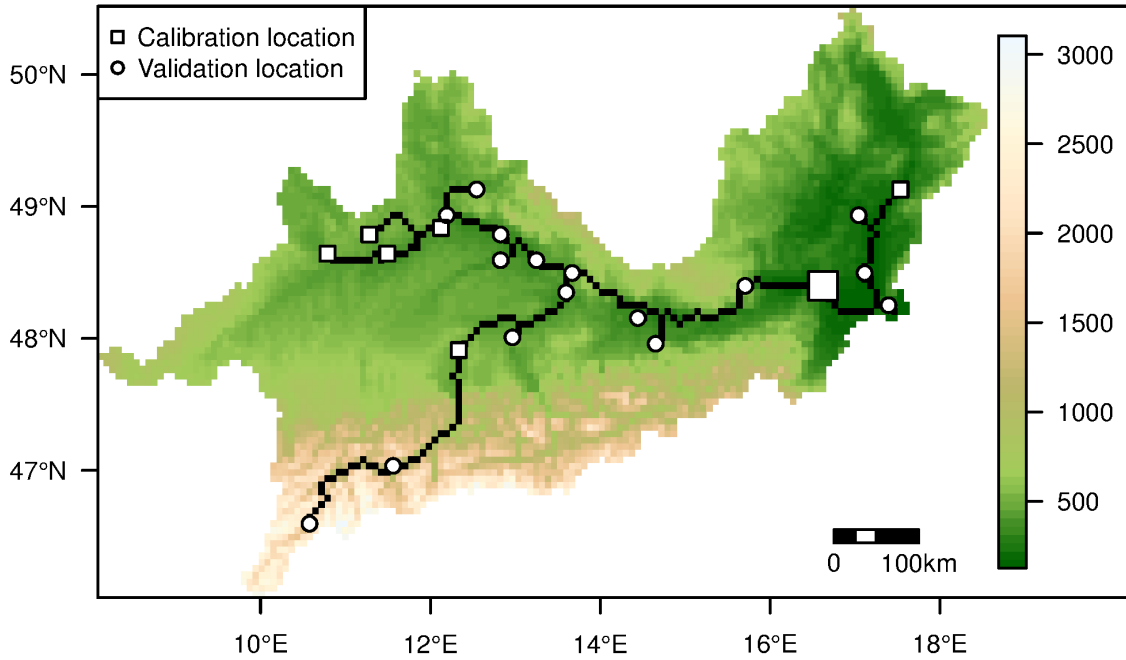 Calibration location
Validation location
50°N
49°N
48°N
47°N
3000
2500
2000
1500
1000
500
0 100km
10°E 12°E 14°E 16°E 18°E